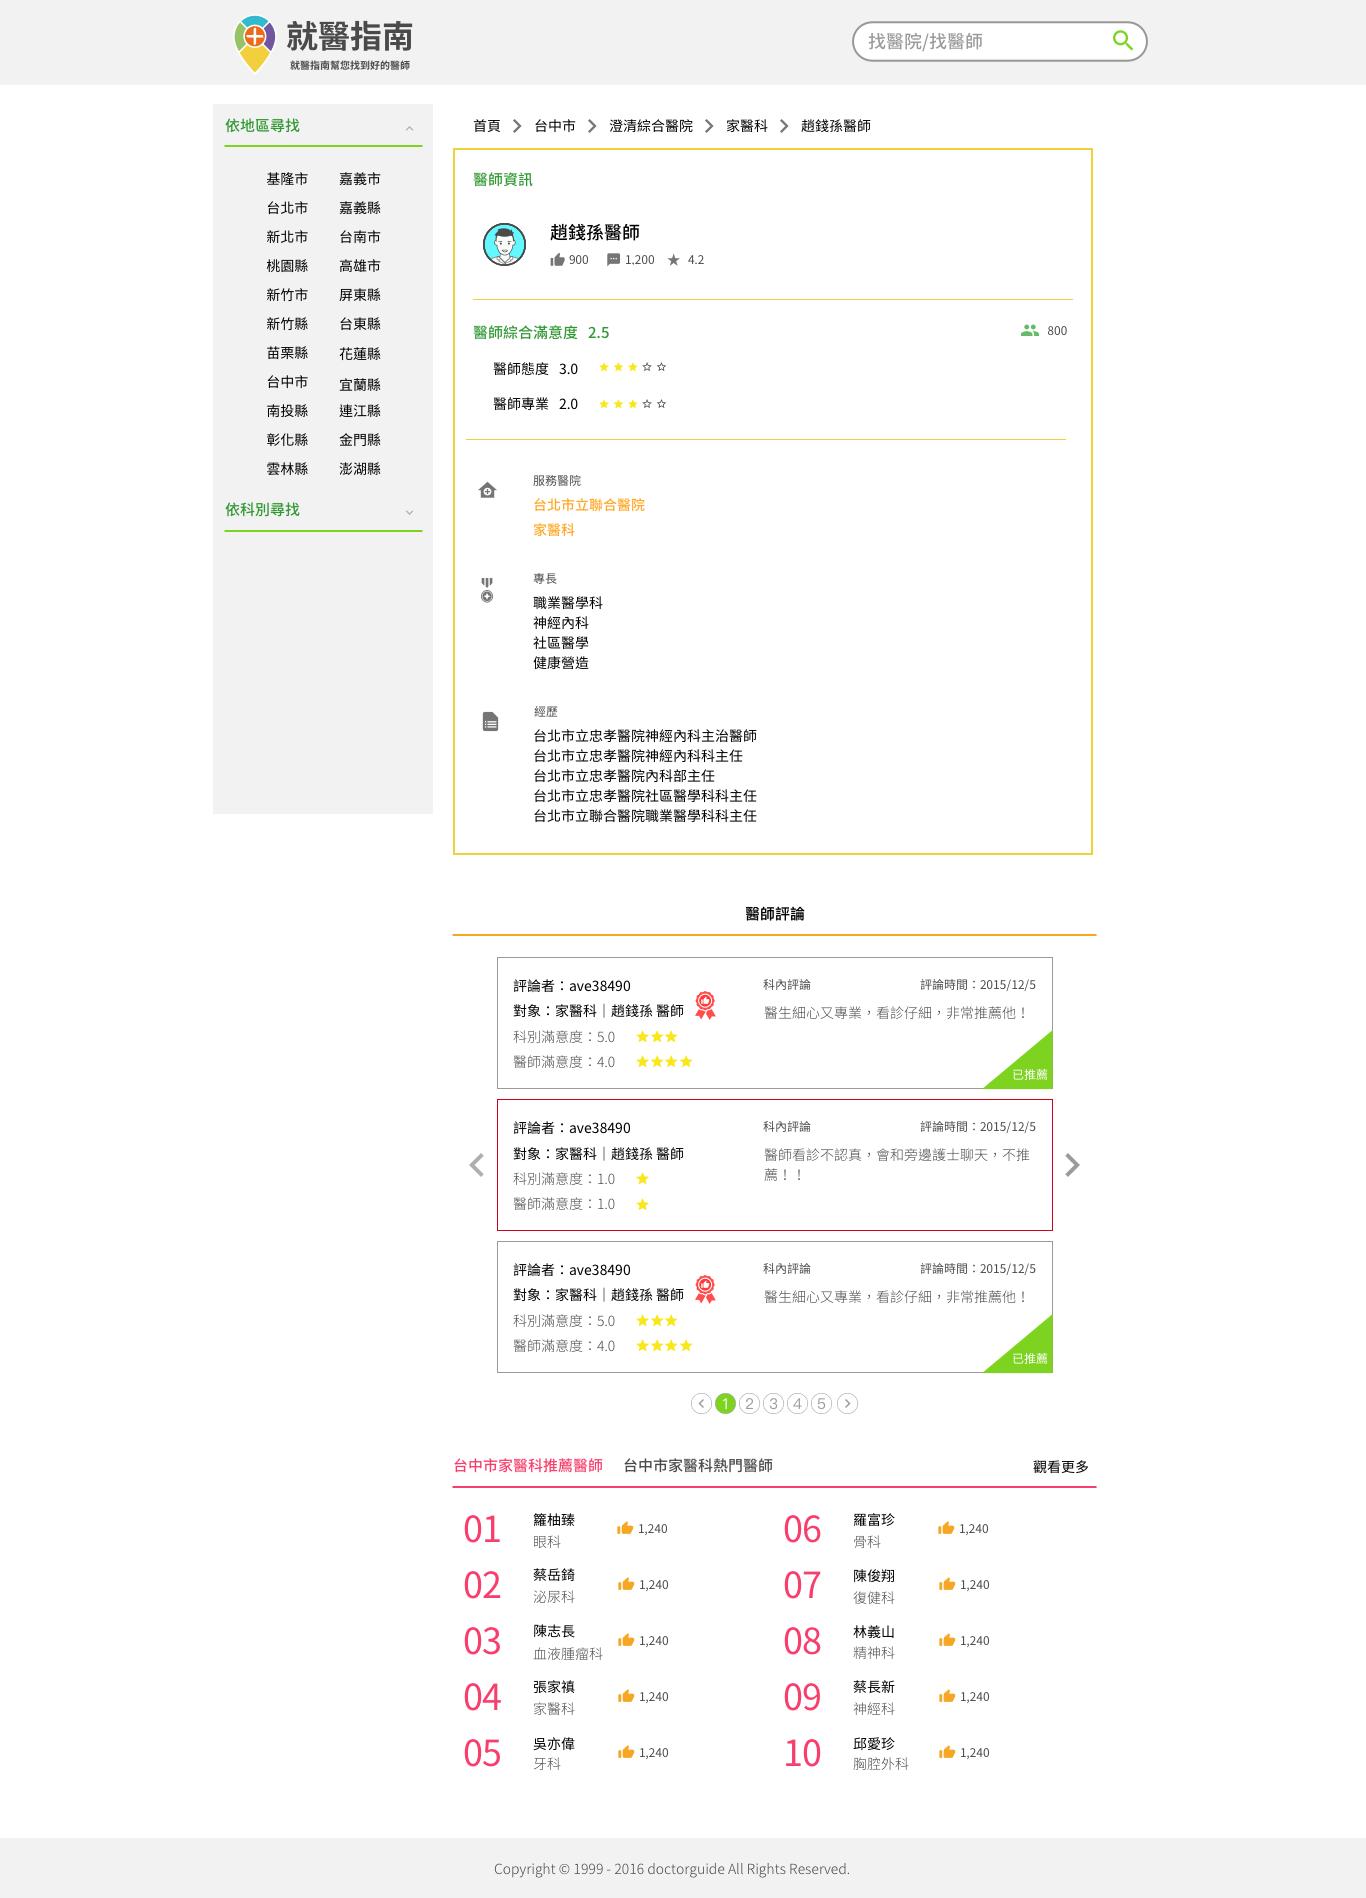 就醫指南
就醫指南幫您找到好的醫師
找醫院/找醫師
依地區尋找
基隆市 嘉義市
台北市 嘉義縣
新北市 台南市
桃園縣 高雄市
新竹市 屏東縣
新竹縣 台東縣
苗栗縣 花蓮縣
台中市 宜蘭縣
南投縣 連江縣
彰化縣 金門縣
雲林縣 澎湖縣
依科別尋找
首頁 台中市 澄清綜合醫院 家醫科 趙錢孫醫師
醫師資訊
趙錢孫醫師
900 1,200 4.2
醫師綜合滿意度 2.5 800
醫師態度 3.0
醫師專業 2.0
服務醫院
台北市立聯合醫院
家醫科
專長
職業醫學科
神經內科
社區醫學
健康營造
經歷
台北市立忠孝醫院神經內科主治醫師
台北市立忠孝醫院神經內科科主任
台北市立忠孝醫院內科部主任
台北市立忠孝醫院社區醫學科科主任
台北市立聯合醫院職業醫學科科主任
醫師評論
評論者：ave38490
對象：家醫科｜趙錢孫 醫師
科別滿意度：5.0
醫師滿意度：4.0
科內評論 評論時間：2015/12/5
醫生細心又專業，看診仔細，非常推薦他！
已推薦
評論者：ave38490
對象：家醫科｜趙錢孫 醫師
科別滿意度：1.0
醫師滿意度：1.0
科內評論 評論時間：2015/12/5
醫師看診不認真，會和旁邊護士聊天，不推
薦！！
評論者：ave38490
對象：家醫科｜趙錢孫 醫師
科別滿意度：5.0
醫師滿意度：4.0
科內評論 評論時間：2015/12/5
醫生細心又專業，看診仔細，非常推薦他！
已推薦
1 2 3 4 5
台中市家醫科推薦醫師 台中市家醫科熱門醫師 觀看更多
01 籮柚臻 1,240
眼科
02 蔡岳錡 1,240
泌尿科
03 陳志長 1,240
血液腫瘤科
04 張家禛 1,240
家醫科
05 吳亦偉 1,240
牙科
06 羅富珍 1,240
骨科
07 陳俊翔 1,240
復健科
08 林義山 1,240
精神科
09 蔡長新 1,240
神經科
10 邱愛珍 1,240
胸腔外科
Copyright © 1999 - 2016 doctorguide All Rights Reserved.